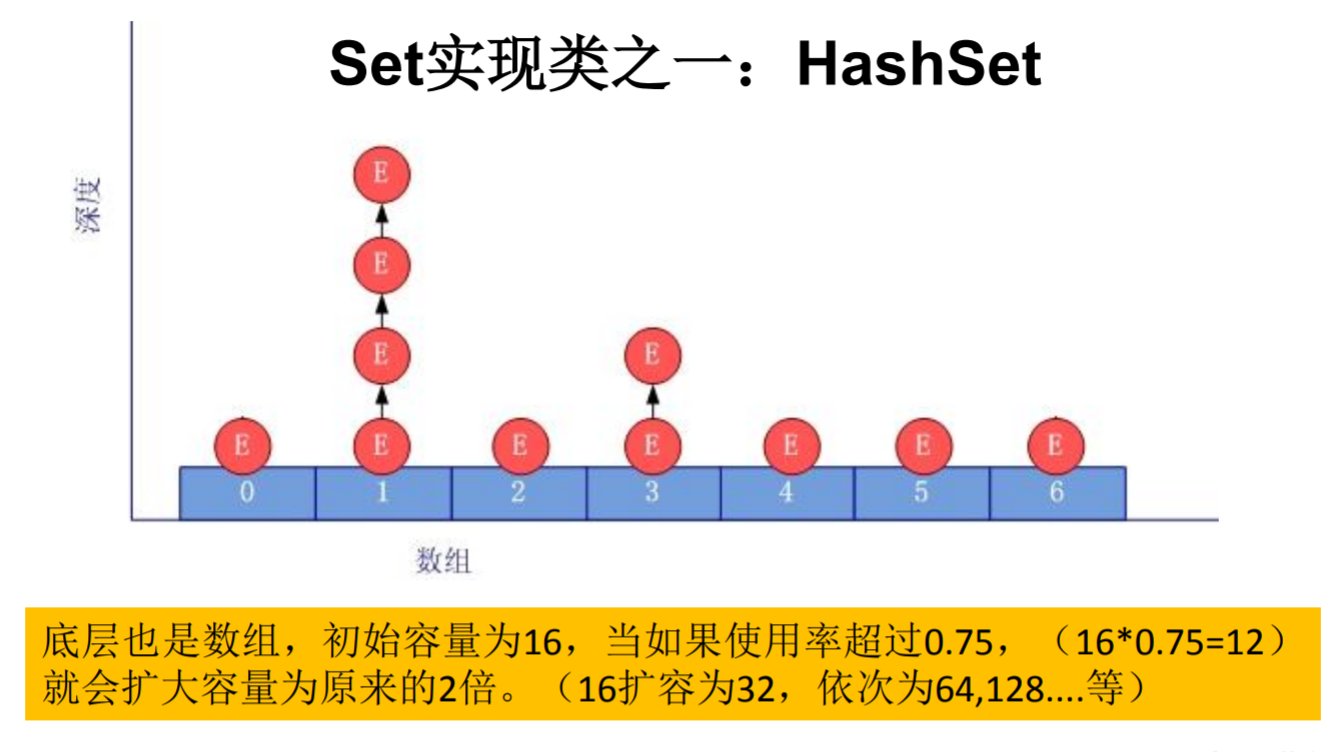 Set实现类之一：HashSet
深度
E
E
E
E E
E E E E E E E
0 1 2 3 4 5 6
数组
底层也是数组，初始容量为16，当如果使用率超过0.75，（16*0.75=12）
就会扩大容量为原来的2倍。（16扩容为32，依次为64,128....等）